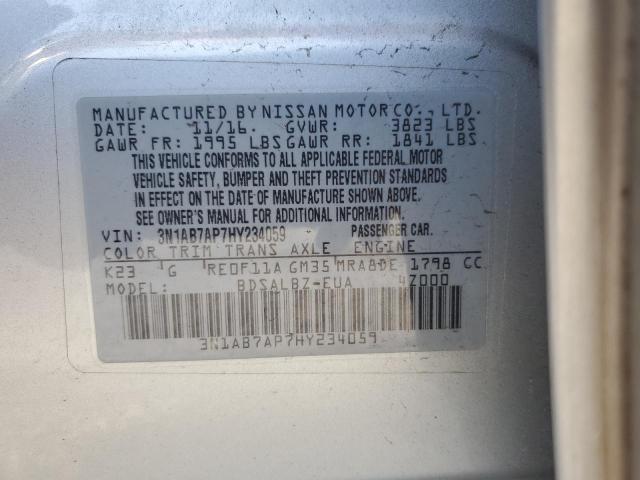 MANUFACTURED BY NISSAN MOTOR CO., LTD.
DATE: 11/16. GVWR: 3823 LBS
GAWR FR: 1995 LBS GAWR RR: 1841 LBS
THIS VEHICLE CONFORMS TO ALL APPLICABLE FEDERAL MOTOR
VEHICLE SAFETY, BUMPER AND THEFT PREVENTION STANDARDS
IN EFFECT ON THE DATE OF MANUFACTURE SHOWN ABOVE.
SEE OWNER'S MANUAL FOR ADDITIONAL INFORMATION.
VIN: 3N1AB7AP7HY234059 PASSENGER CAR.
COLOR TRIM TRANS AXLE ENGINE
K23 G RE0F11A GM35 MRA8DE 1798 CC
MODEL: BDSALBZ-EUA 4Z000
3N1AB7AP7HY234059